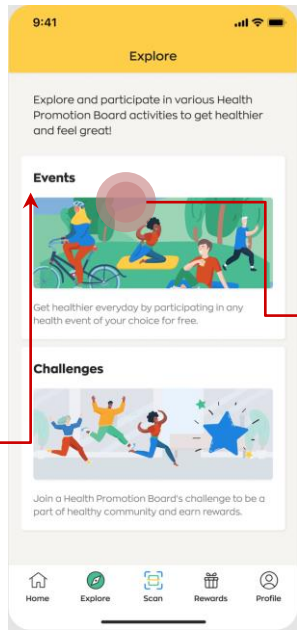 9:41
Explore
Explore and participate in various Health
Promotion Board activities to get healthier
and feel great!
Events
Get healthier everyday by participating in any
health event of your choice for free.
Challenges
Join a Health Promotion Board's challenge to be a
part of healthy community and earn rewards.
Home Explore Scan Rewards Profile